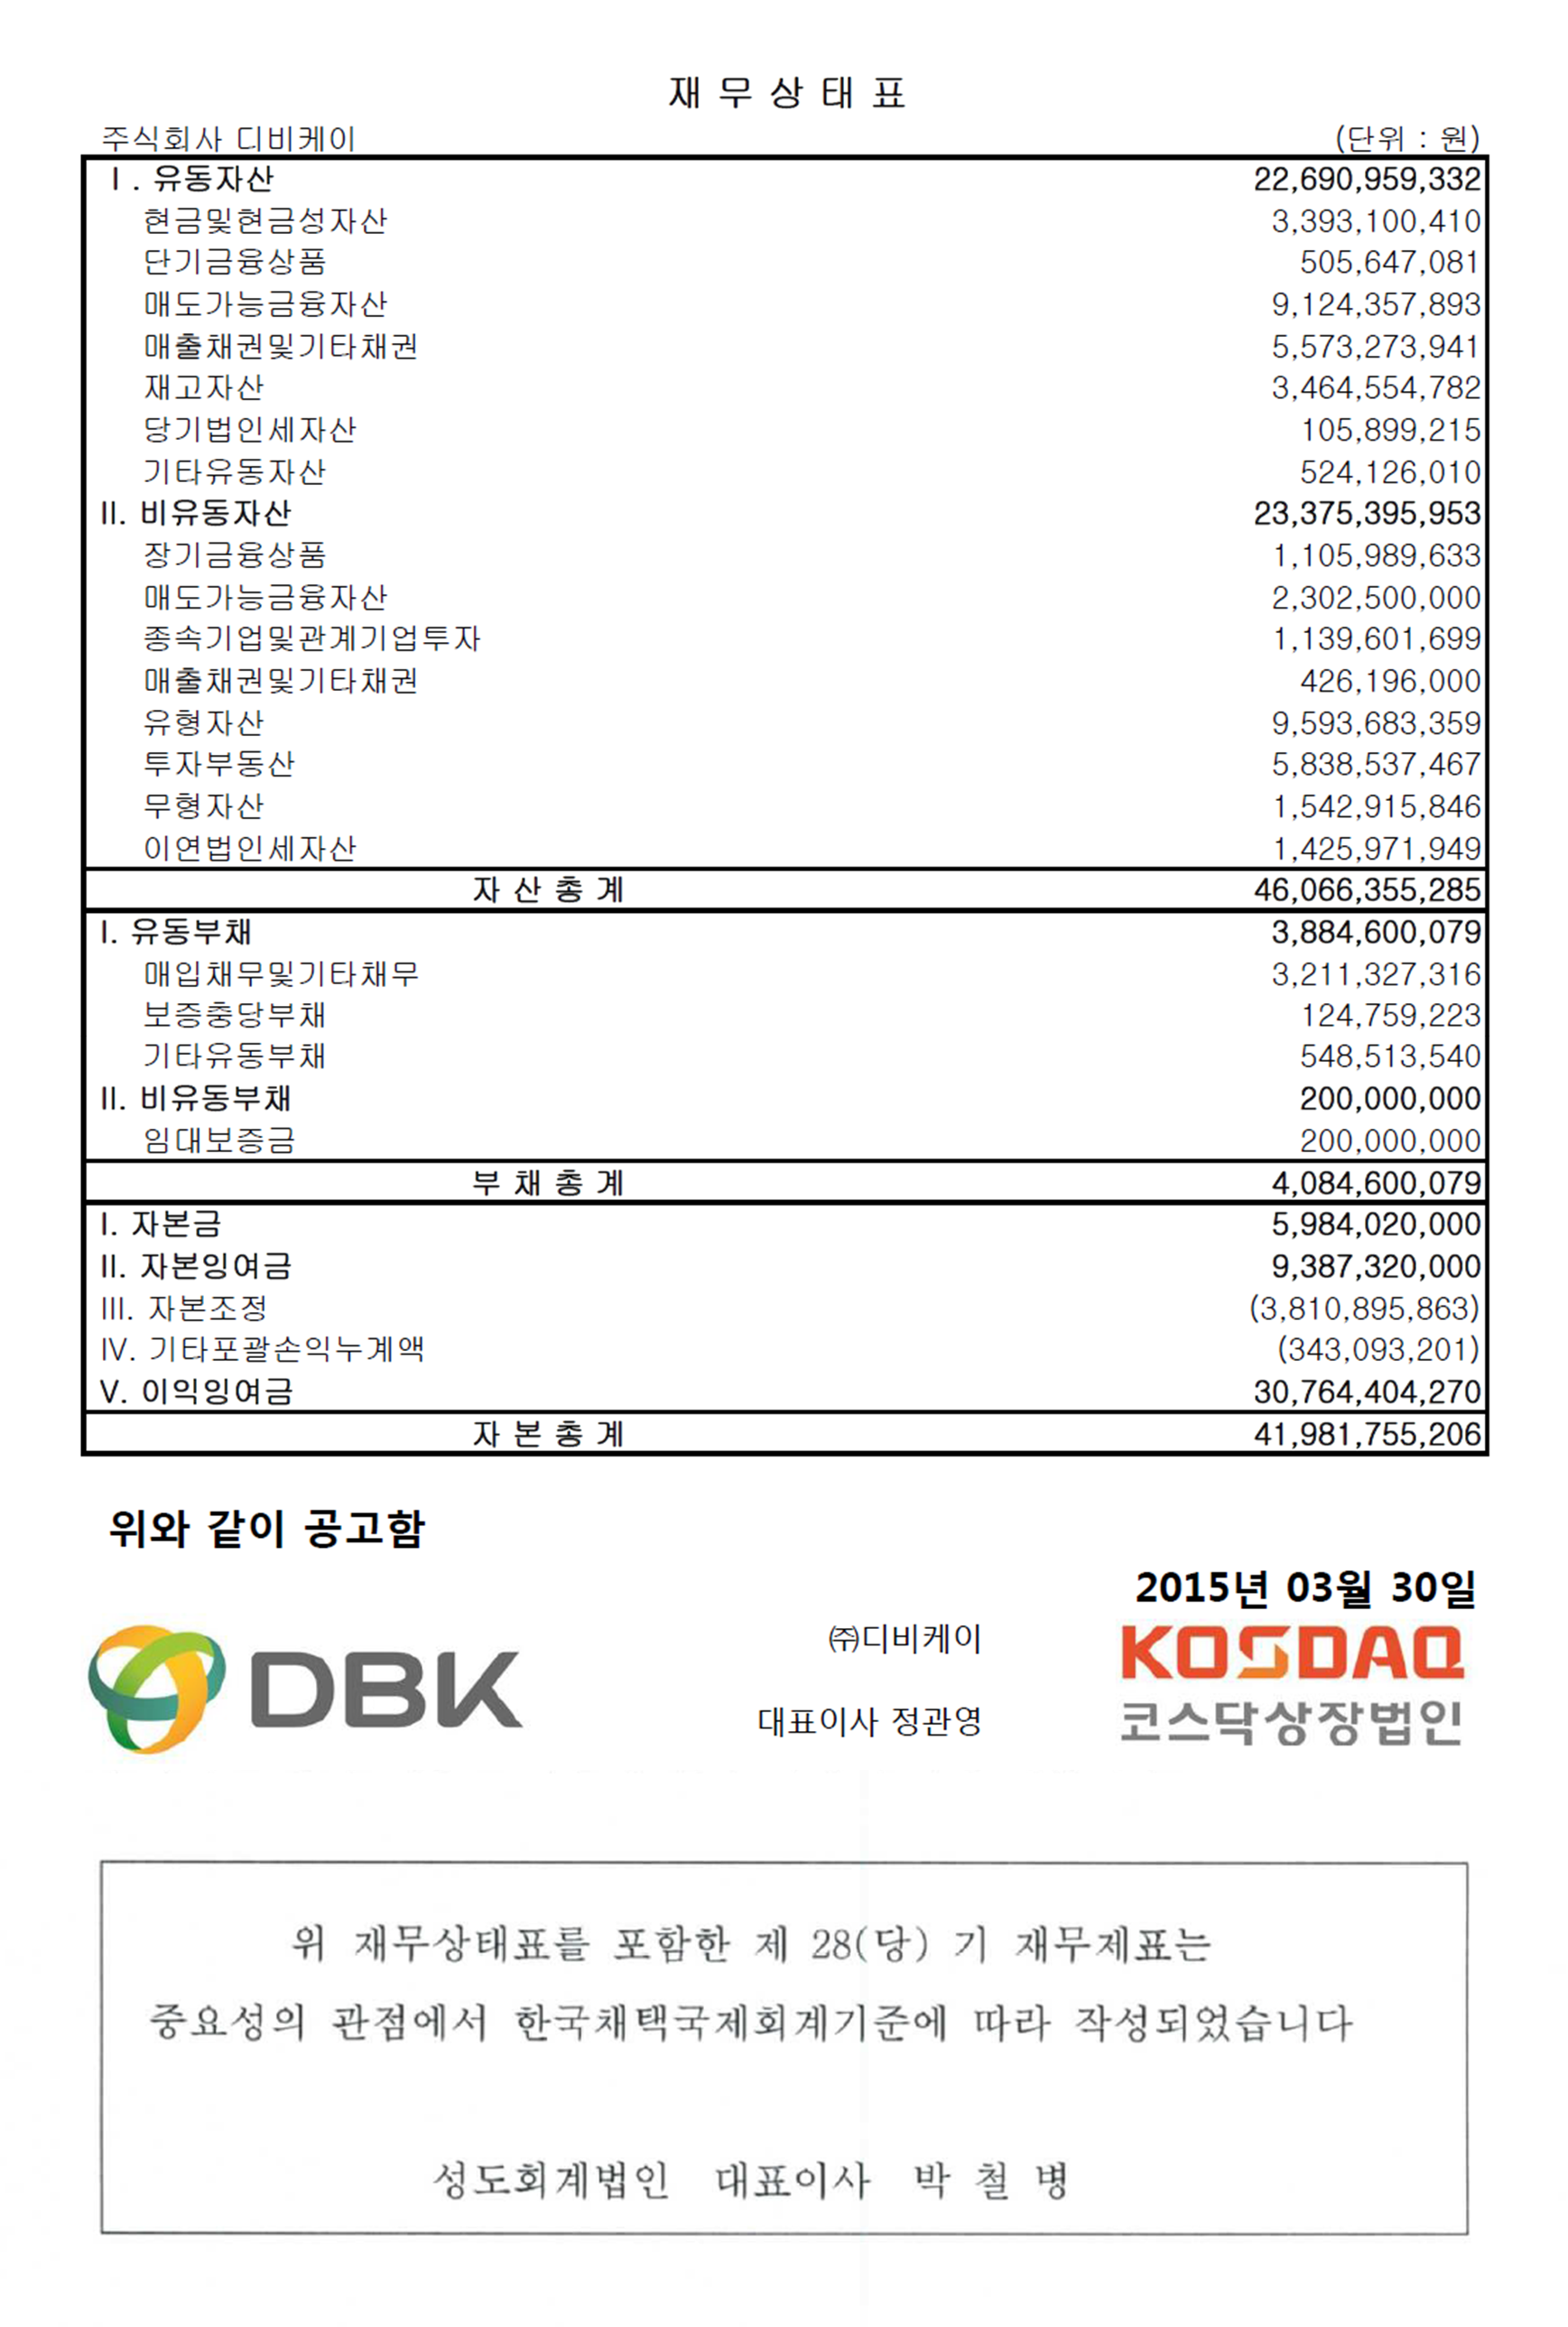 재 무 상 태 표
주식회사 디비케이 (단위 : 원)
Ⅰ. 유동자산 22,690,959,332
현금및현금성자산 3,393,100,410
단기금융상품 505,647,081
매도가능금융자산 9,124,357,893
매출채권및기타채권 5,573,273,941
재고자산 3,464,554,782
당기법인세자산 105,899,215
기타유동자산 524,126,010
II. 비유동자산 23,375,395,953
장기금융상품 1,105,989,633
매도가능금융자산 2,302,500,000
종속기업및관계기업투자 1,139,601,699
매출채권및기타채권 426,196,000
유형자산 9,593,683,359
투자부동산 5,838,537,467
무형자산 1,542,915,846
이연법인세자산 1,425,971,949
자 산 총 계 46,066,355,285
I. 유동부채 3,884,600,079
매입채무및기타채무 3,211,327,316
보증충당부채 124,759,223
기타유동부채 548,513,540
II. 비유동부채 200,000,000
임대보증금 200,000,000
부 채 총 계 4,084,600,079
I. 자본금 5,984,020,000
II. 자본잉여금 9,387,320,000
III. 자본조정 (3,810,895,863)
IV. 기타포괄손익누계액 (343,093,201)
V. 이익잉여금 30,764,404,270
자 본 총 계 41,981,755,206
위와 같이 공고함
2015년 03월 30일
DBK
㈜디비케이
대표이사 정관영
KOSDAQ
코스닥상장법인
위 재무상태표를 포함한 제 28(당) 기 재무제표는
중요성의 관점에서 한국채택국제회계기준에 따라 작성되었습니다
성도회계법인 대표이사 박 철 병